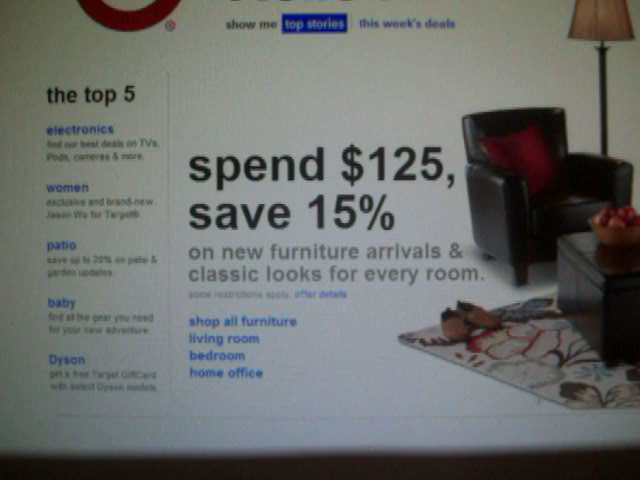 show me top stories this week's deals
the top 5
electronics
find our best deals on TVs,
iPods, cameras & more.
women
exclusive and brand-new
Jason Wu for Target®.
patio
save up to 20% on patio &
garden updates.
baby
find all the gear you need
for your new adventure.
Dyson
get a free Target GiftCard
with select Dyson models
spend $125,
save 15%
on new furniture arrivals &
classic looks for every room.
some restrictions apply. offer details
shop all furniture
living room
bedroom
home office